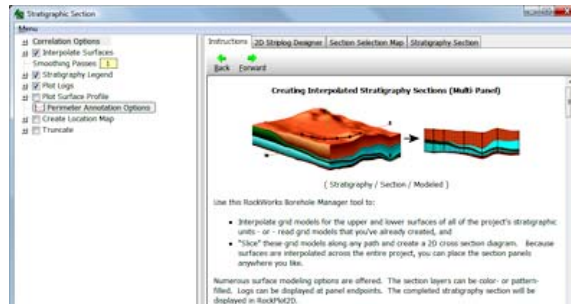 Stratigraphic Section
Menu
Correlation Options
Interpolate Surfaces
Smoothing Passes 1
Stratigraphy Legend
Plot Logs
Plot Surface Profile
Perimeter Annotation Options
Create Location Map
Truncate
Instructions 2D Striplog Designer Section Selection Map Stratigraphy Section
Back Forward
Creating Interpolated Stratigraphy Sections (Multi-Panel)
( Stratigraphy / Section / Modeled )
Use this RockWorks Borehole Manager tool to:
Interpolate grid models for the upper and lower surfaces of all of the project's stratigraphic
units - or - read grid models that you've already created, and
"Slice" these grid models along any path and create a 2D cross section diagram. Because
surfaces are interpolated across the entire project, you can place the section panels
anywhere you like.
Numerous surface modeling options are offered. The section layers can be color- or pattern-
filled. Logs can be displayed at panel endpoints. The completed stratigraphy section will be
displayed in RockPlot2D.